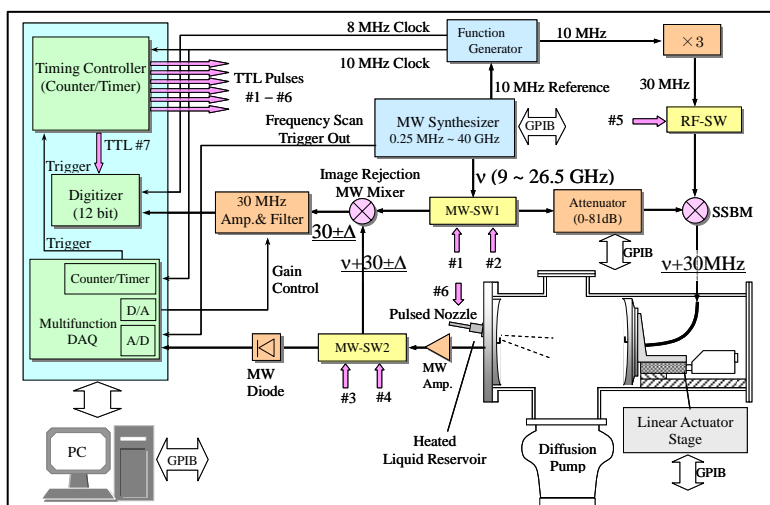 8 MHz Clock
Function
Generator
10 MHz
×3
Timing Controller
(Counter/Timer)
TTL Pulses
#1 – #6
10 MHz Clock
10 MHz Reference
30 MHz
Frequency Scan
Trigger Out
MW Synthesizer
0.25 MHz ~ 40 GHz
GPIB
#5
RF-SW
TTL #7
Trigger
Digitizer
(12 bit)
30 MHz
Amp.& Filter
Image Rejection
MW Mixer
ν (9 ~ 26.5 GHz)
MW-SW1
Attenuator
(0-81dB)
SSBM
30±Δ
Trigger
#1
#2
GPIB
ν+30MHz
Counter/Timer
Gain
Control
ν+30±Δ
#6
D/A
Multifunction
DAQ
A/D
Pulsed Nozzle
MW
Diode
MW-SW2
MW
Amp.
#3
#4
Linear Actuator
Stage
Heated
Liquid Reservoir
Diffusion
Pump
PC
GPIB
GPIB